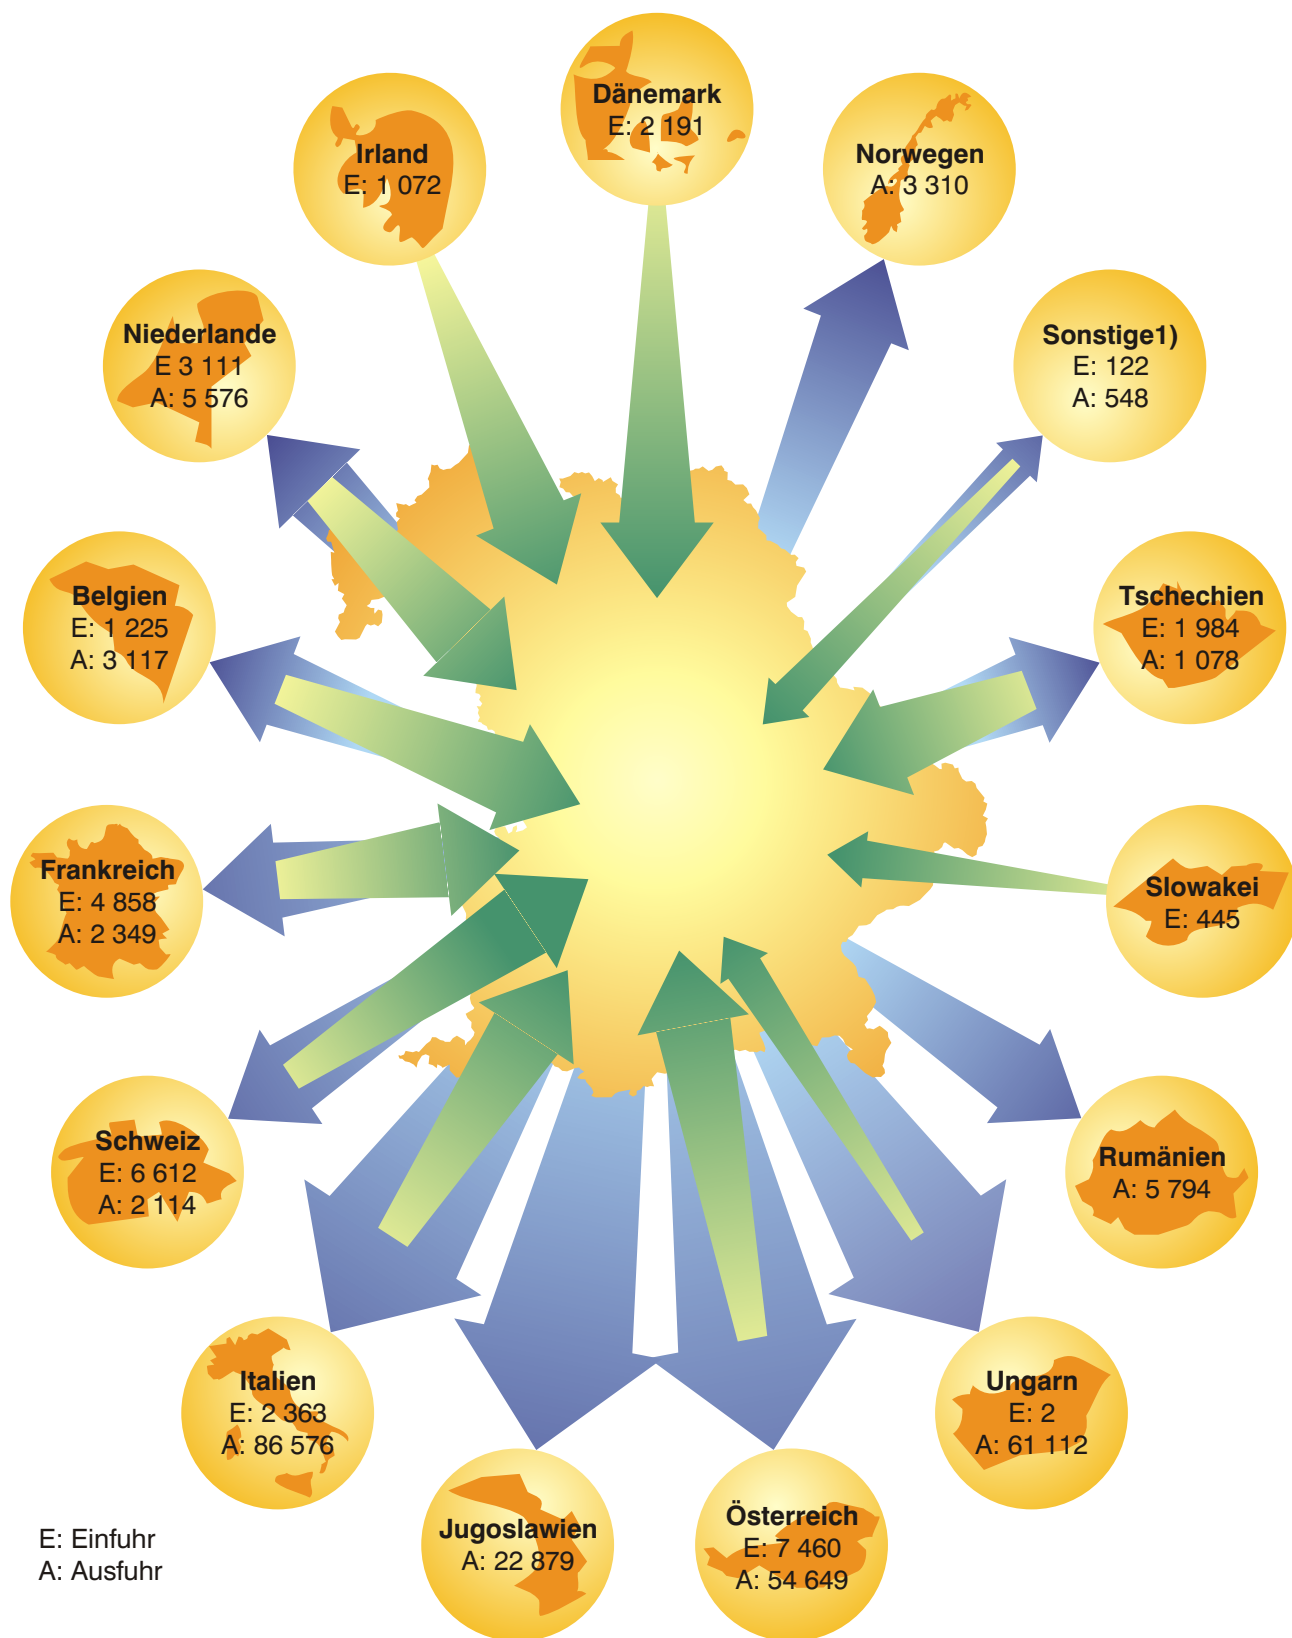 Dänemark
E: 2 191
Irland
E: 1 072
Norwegen
A: 3 310
Niederlande
E 3 111
A: 5 576
Sonstige1)
E: 122
A: 548
Belgien
E: 1 225
A: 3 117
Tschechien
E: 1 984
A: 1 078
Frankreich
E: 4 858
A: 2 349
Slowakei
E: 445
Schweiz
E: 6 612
A: 2 114
Rumänien
A: 5 794
Italien
E: 2 363
A: 86 576
Ungarn
E: 2
A: 61 112
Jugoslawien
A: 22 879
Österreich
E: 7 460
A: 54 649
E: Einfuhr
A: Ausfuhr